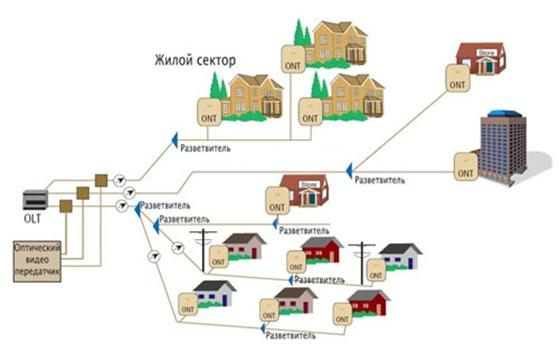 Жилой сектор
ONT
ONT
ONT
Store
ONT
Разветвитель
ONT
Разветвитель
Store
ONT
OLT
Разветвитель
Разветвитель
Разветвитель
Оптический
видео
передатчик
ONT
ONT
ONT
Разветвитель
ONT
ONT
ONT
Разветвитель